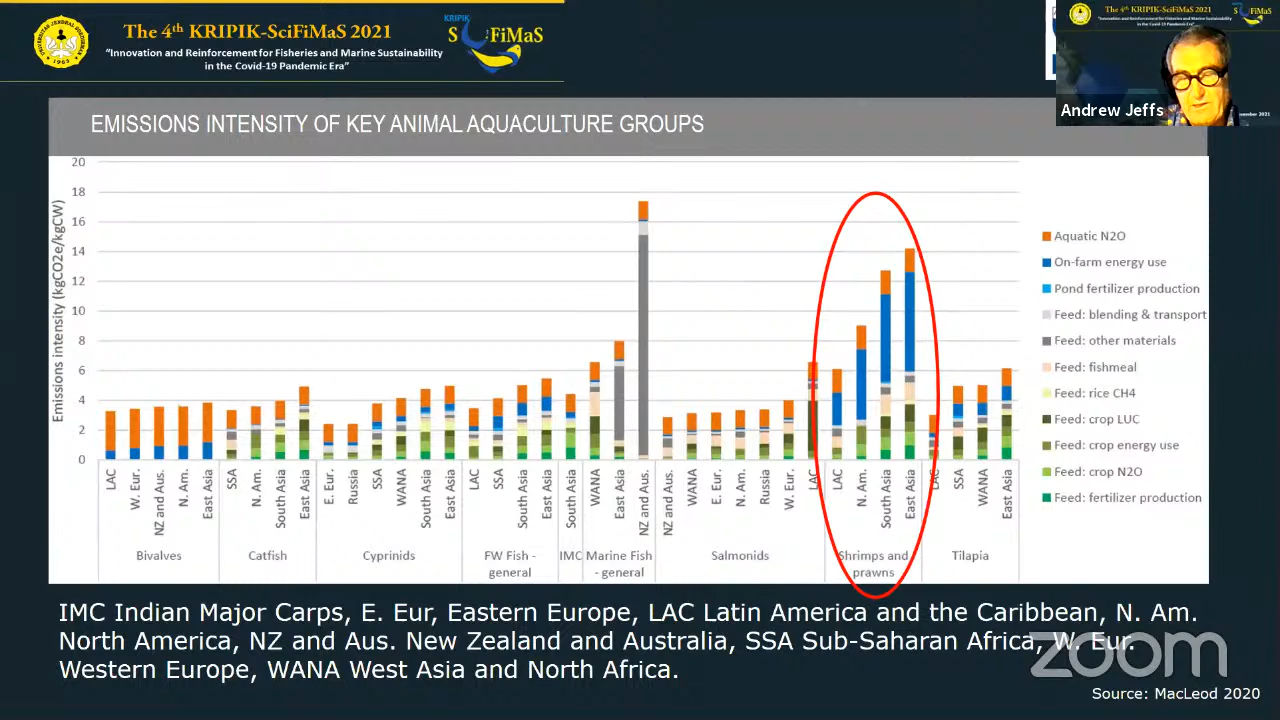 The 4th KRIPIK-SciFiMaS 2021
"Innovation and Reinforcement for Fisheries and Marine Sustainability
in the Covid-19 Pandemic Era"
KRIPIK
S FiMaS
Andrew Jeffs
EMISSIONS INTENSITY OF KEY ANIMAL AQUACULTURE GROUPS
Emissions intensity (kgCO2e/kgCW)
20
18
16
14
12
10
8
6
4
2
0
LAC
W. Eur.
NZ and Aus.
N. Am.
East Asia
SSA
N. Am.
South Asia
East Asia
E. Eur.
Russia
SSA
WANA
South Asia
East Asia
LAC
SSA
South Asia
East Asia
South Asia
WANA
East Asia
NZ and Aus.
NZ and Aus.
WANA
E. Eur.
N. Am.
Russia
W. Eur.
LAC
LAC
N. Am.
South Asia
East Asia
LAC
SSA
WANA
East Asia
Bivalves
Catfish
Cyprinids
FW Fish -
general
IMC
Marine Fish
- general
Salmonids
Shrimps and
prawns
Tilapia
Aquatic N2O
On-farm energy use
Pond fertilizer production
Feed: blending & transport
Feed: other materials
Feed: fishmeal
Feed: rice CH4
Feed: crop LUC
Feed: crop energy use
Feed: crop N2O
Feed: fertilizer production
IMC Indian Major Carps, E. Eur, Eastern Europe, LAC Latin America and the Caribbean, N. Am.
North America, NZ and Aus. New Zealand and Australia, SSA Sub-Saharan Africa, W. Eur.
Western Europe, WANA West Asia and North Africa.
zoom
Source: MacLeod 2020